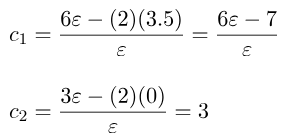 c₁ = (6ε − (2)(3.5))/ε = (6ε − 7)/ε
c₂ = (3ε − (2)(0))/ε = 3